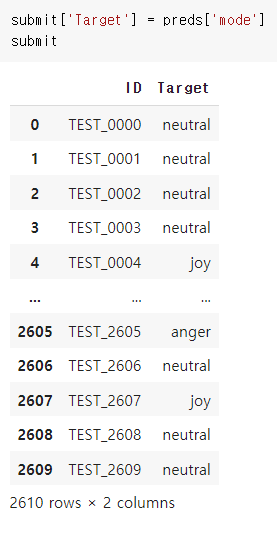 submit['Target'] = preds['mode']
submit
ID Target
0 TEST_0000 neutral
1 TEST_0001 neutral
2 TEST_0002 neutral
3 TEST_0003 neutral
4 TEST_0004 joy
... ... ...
2605 TEST_2605 anger
2606 TEST_2606 neutral
2607 TEST_2607 joy
2608 TEST_2608 neutral
2609 TEST_2609 neutral
2610 rows × 2 columns